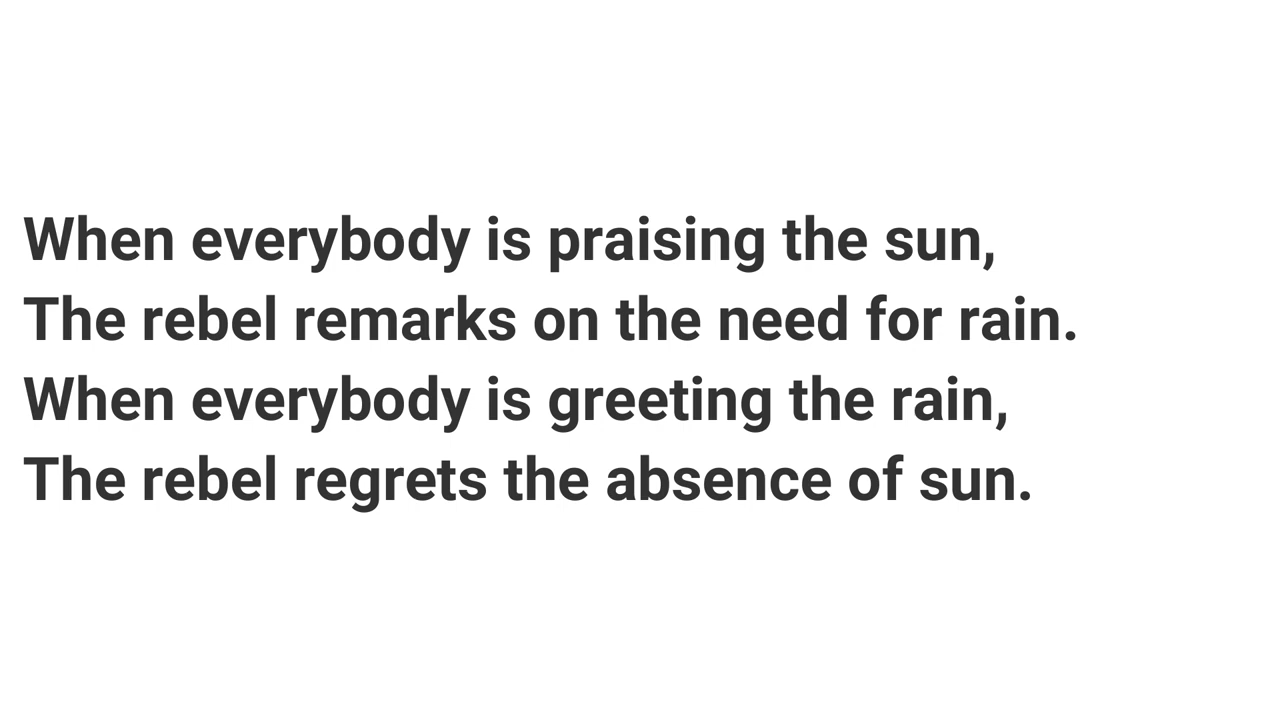 When everybody is praising the sun,
The rebel remarks on the need for rain.
When everybody is greeting the rain,
The rebel regrets the absence of sun.